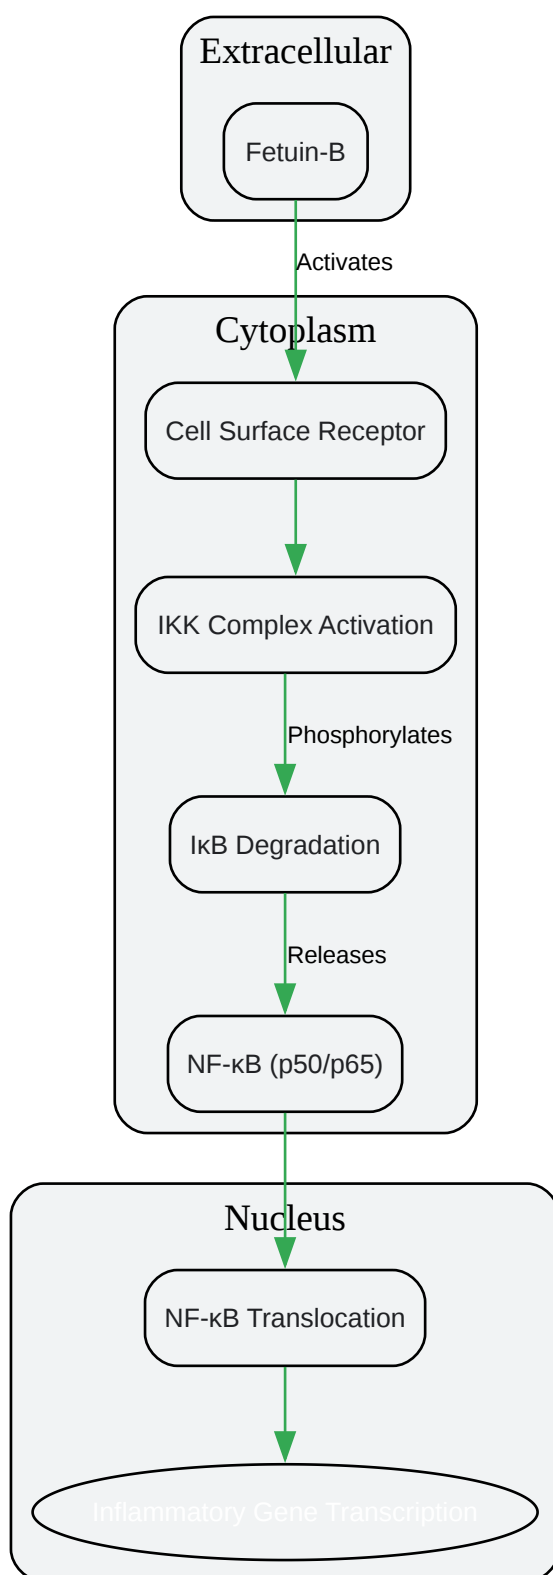 Extracellular
Fetuin-B
Activates
Cytoplasm
Cell Surface Receptor
IKK Complex Activation
Phosphorylates
IκB Degradation
Releases
NF-κB (p50/p65)
Nucleus
NF-κB Translocation
Inflammatory Gene Transcription